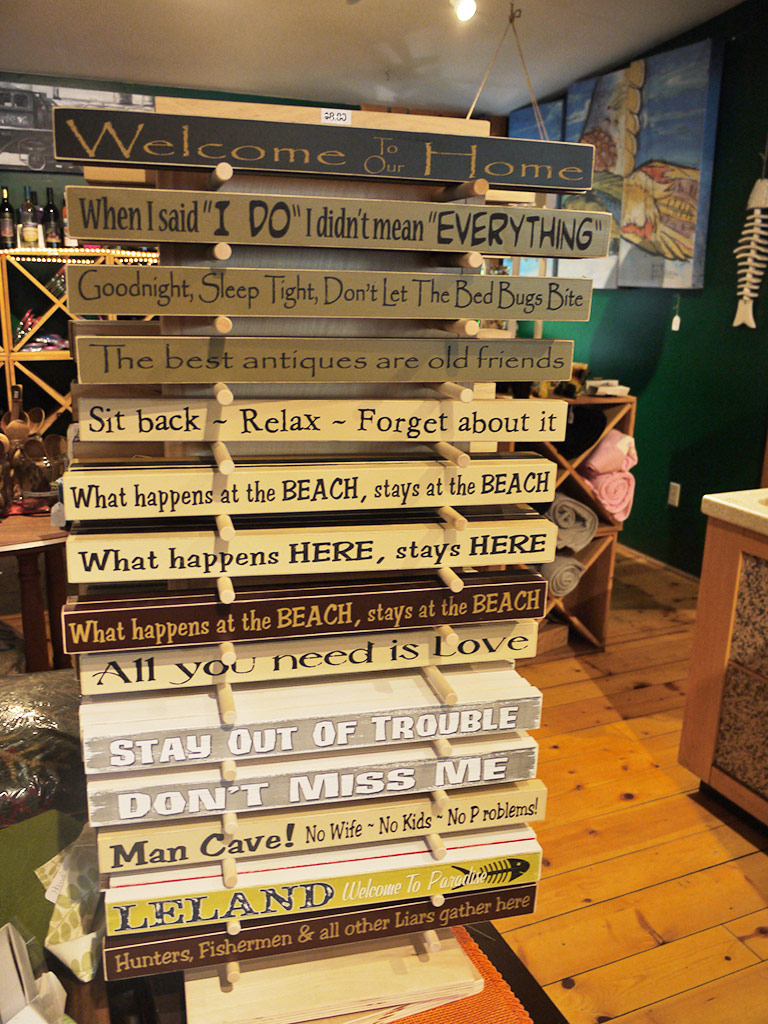 $8.00
Welcome To Our Home
When I said "I DO" I didn't mean "EVERYTHING"
Goodnight, Sleep Tight, Don't Let The Bed Bugs Bite
The best antiques are old friends
Sit back ~ Relax ~ Forget about it
What happens at the BEACH, stays at the BEACH
What happens HERE, stays HERE
What happens at the BEACH, stays at the BEACH
All you need is Love
STAY OUT OF TROUBLE
DON'T MISS ME
Man Cave! No Wife ~ No Kids ~ No Problems!
LELAND Welcome To Paradise
Hunters, Fishermen & all other Liars gather here